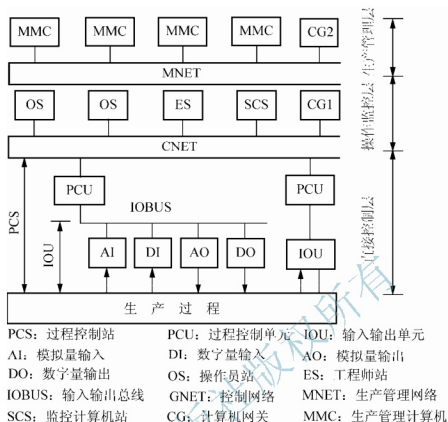 MMC MMC MMC MMC CG2
MNET
OS OS ES SCS CG1
CNET
PCU PCU
IOBUS
AI DI AO DO IOU
PCS
IOU
生产管理层
操作监控层
直接控制层
生 产 过 程
PCS：过程控制站 PCU：过程控制单元 IOU：输入输出单元
AI：模拟量输入 DI：数字量输入 AO：模拟量输出
DO：数字量输出 OS：操作员站 ES：工程师站
IOBUS：输入输出总线 GNET：控制网络 MNET：生产管理网络
SCS：监控计算机站 CG：计算机网关 MMC：生产管理计算机
版权所有